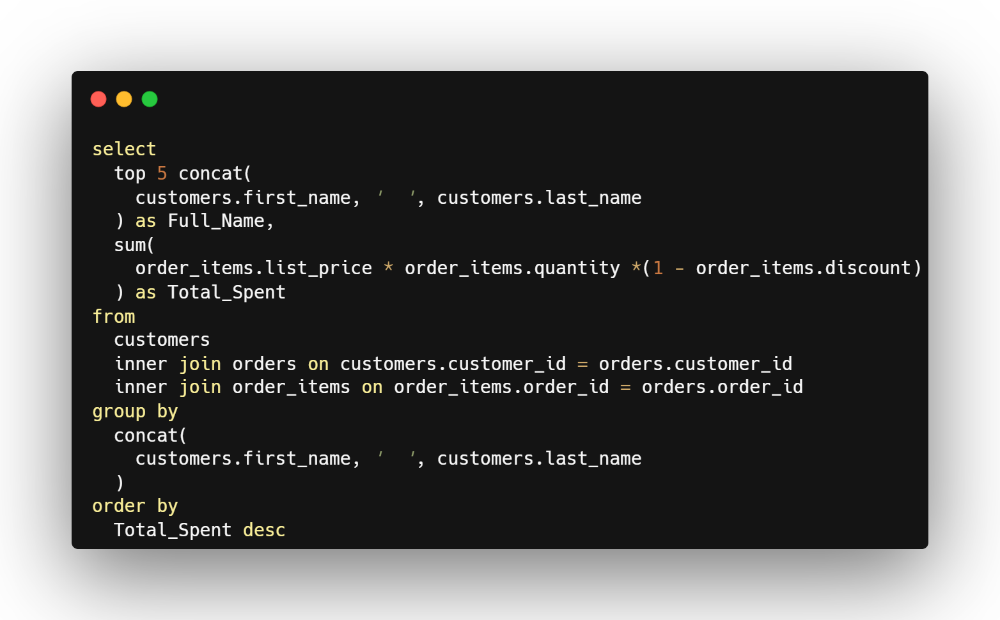 select
  top 5 concat(
    customers.first_name, '  ', customers.last_name
  ) as Full_Name,
  sum(
    order_items.list_price * order_items.quantity *(1 - order_items.discount)
  ) as Total_Spent
from
  customers
  inner join orders on customers.customer_id = orders.customer_id
  inner join order_items on order_items.order_id = orders.order_id
group by
  concat(
    customers.first_name, '  ', customers.last_name
  )
order by
  Total_Spent desc